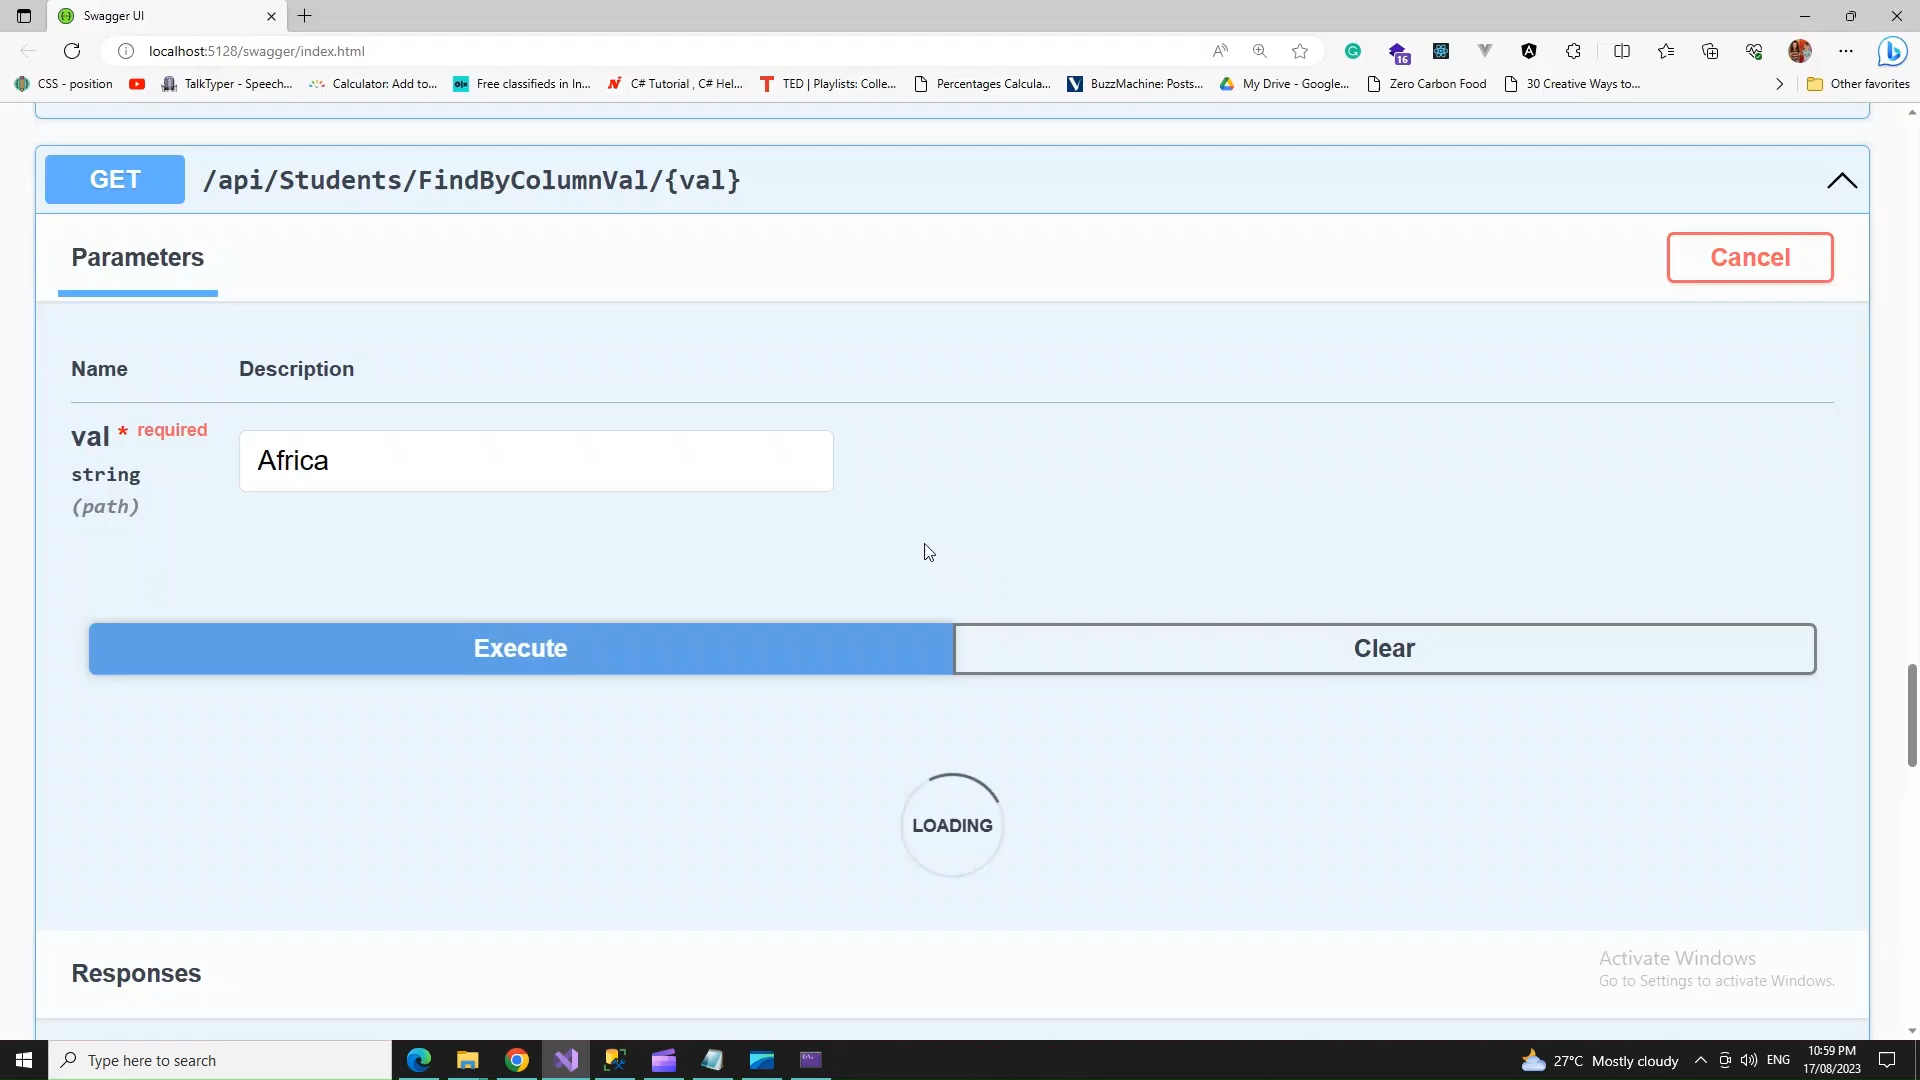 Swagger UI
localhost:5128/swagger/index.html
16
CSS - position
TalkTyper - Speech...
Calculator: Add to...
olx
Free classifieds in In...
C# Tutorial , C# Hel...
TED | Playlists: Colle...
Percentages Calcula...
BuzzMachine: Posts...
My Drive - Google...
Zero Carbon Food
30 Creative Ways to...
Other favorites
GET /api/Students/FindByColumnVal/{val}
Parameters
Cancel
Name Description
val * required
string
(path)
Africa
Execute
Clear
LOADING
Responses
Activate Windows
Go to Settings to activate Windows.
Type here to search
27°C Mostly cloudy
ENG
10:59 PM
17/08/2023